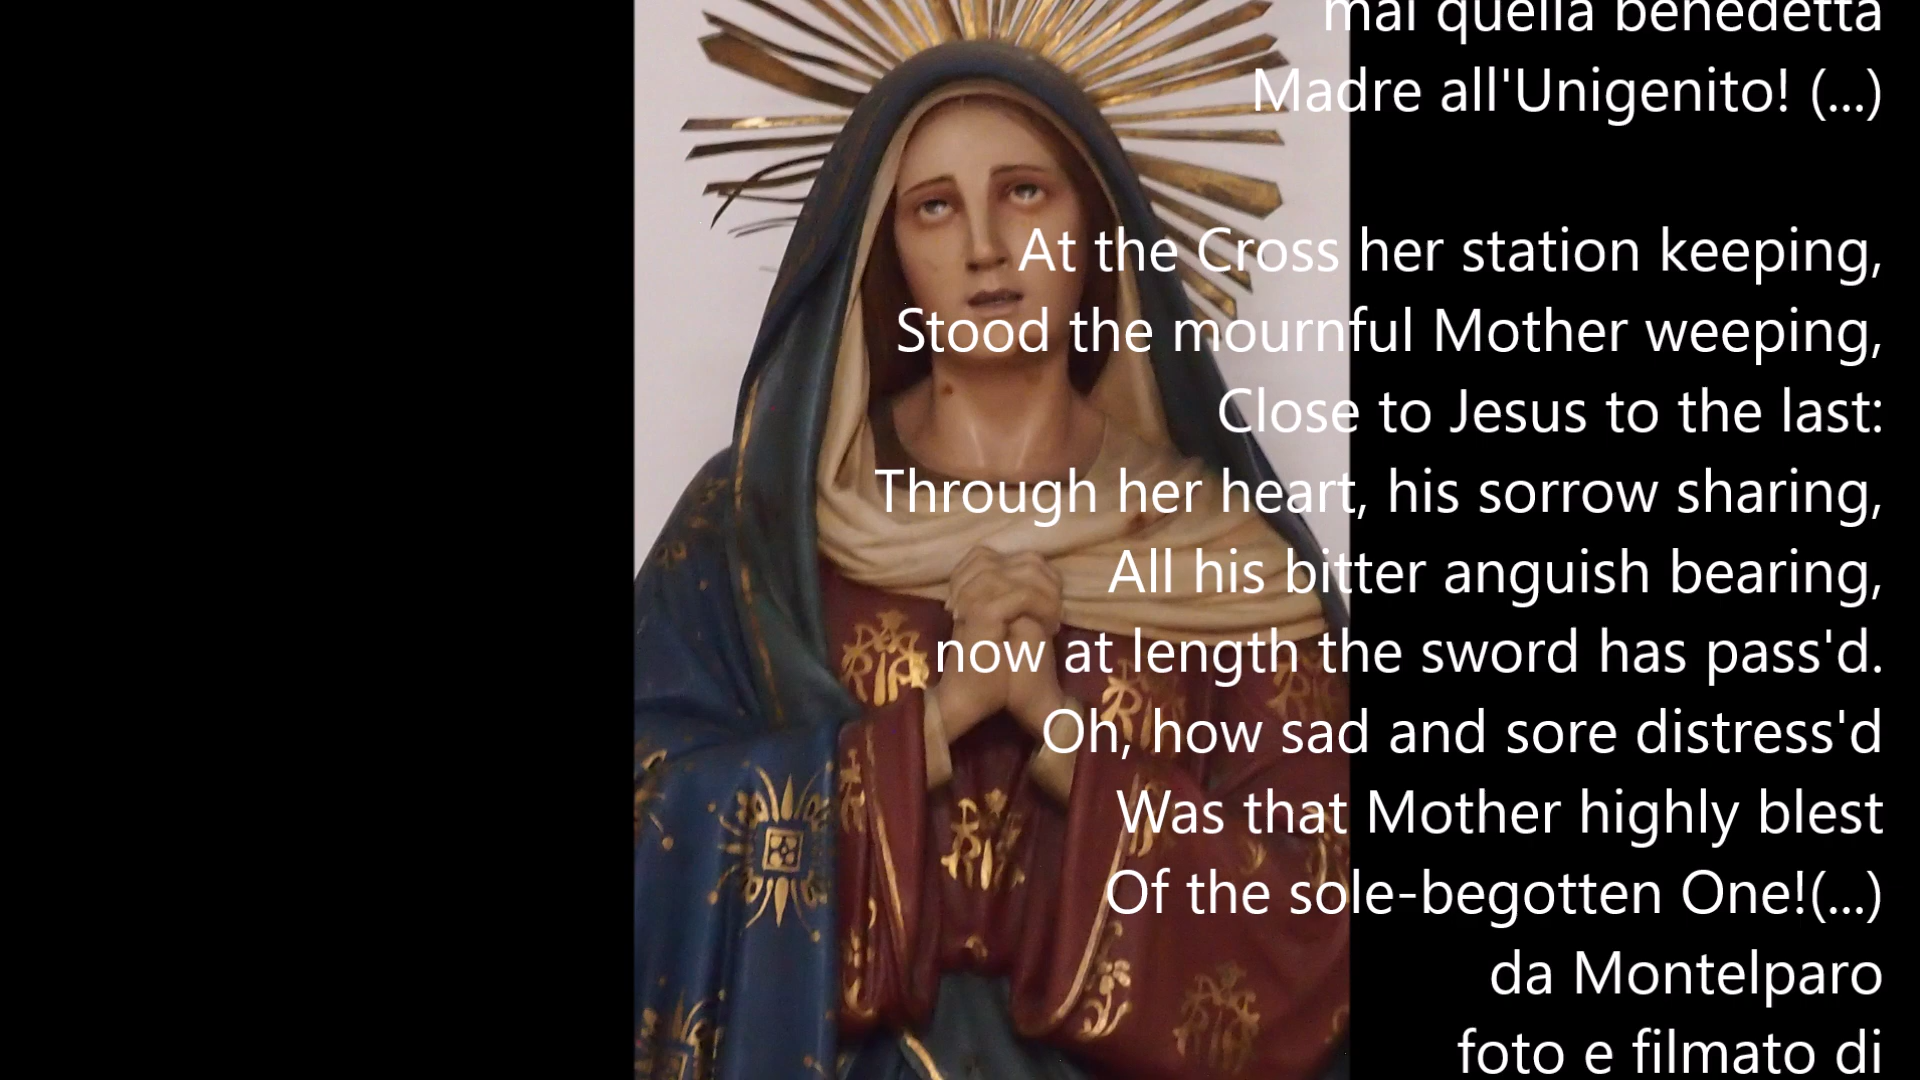 mai quella benedetta
Madre all'Unigenito! (...)
At the Cross her station keeping,
Stood the mournful Mother weeping,
Close to Jesus to the last:
Through her heart, his sorrow sharing,
All his bitter anguish bearing,
now at length the sword has pass'd.
Oh, how sad and sore distress'd
Was that Mother highly blest
Of the sole-begotten One!(...)
da Montelparo
foto e filmato di